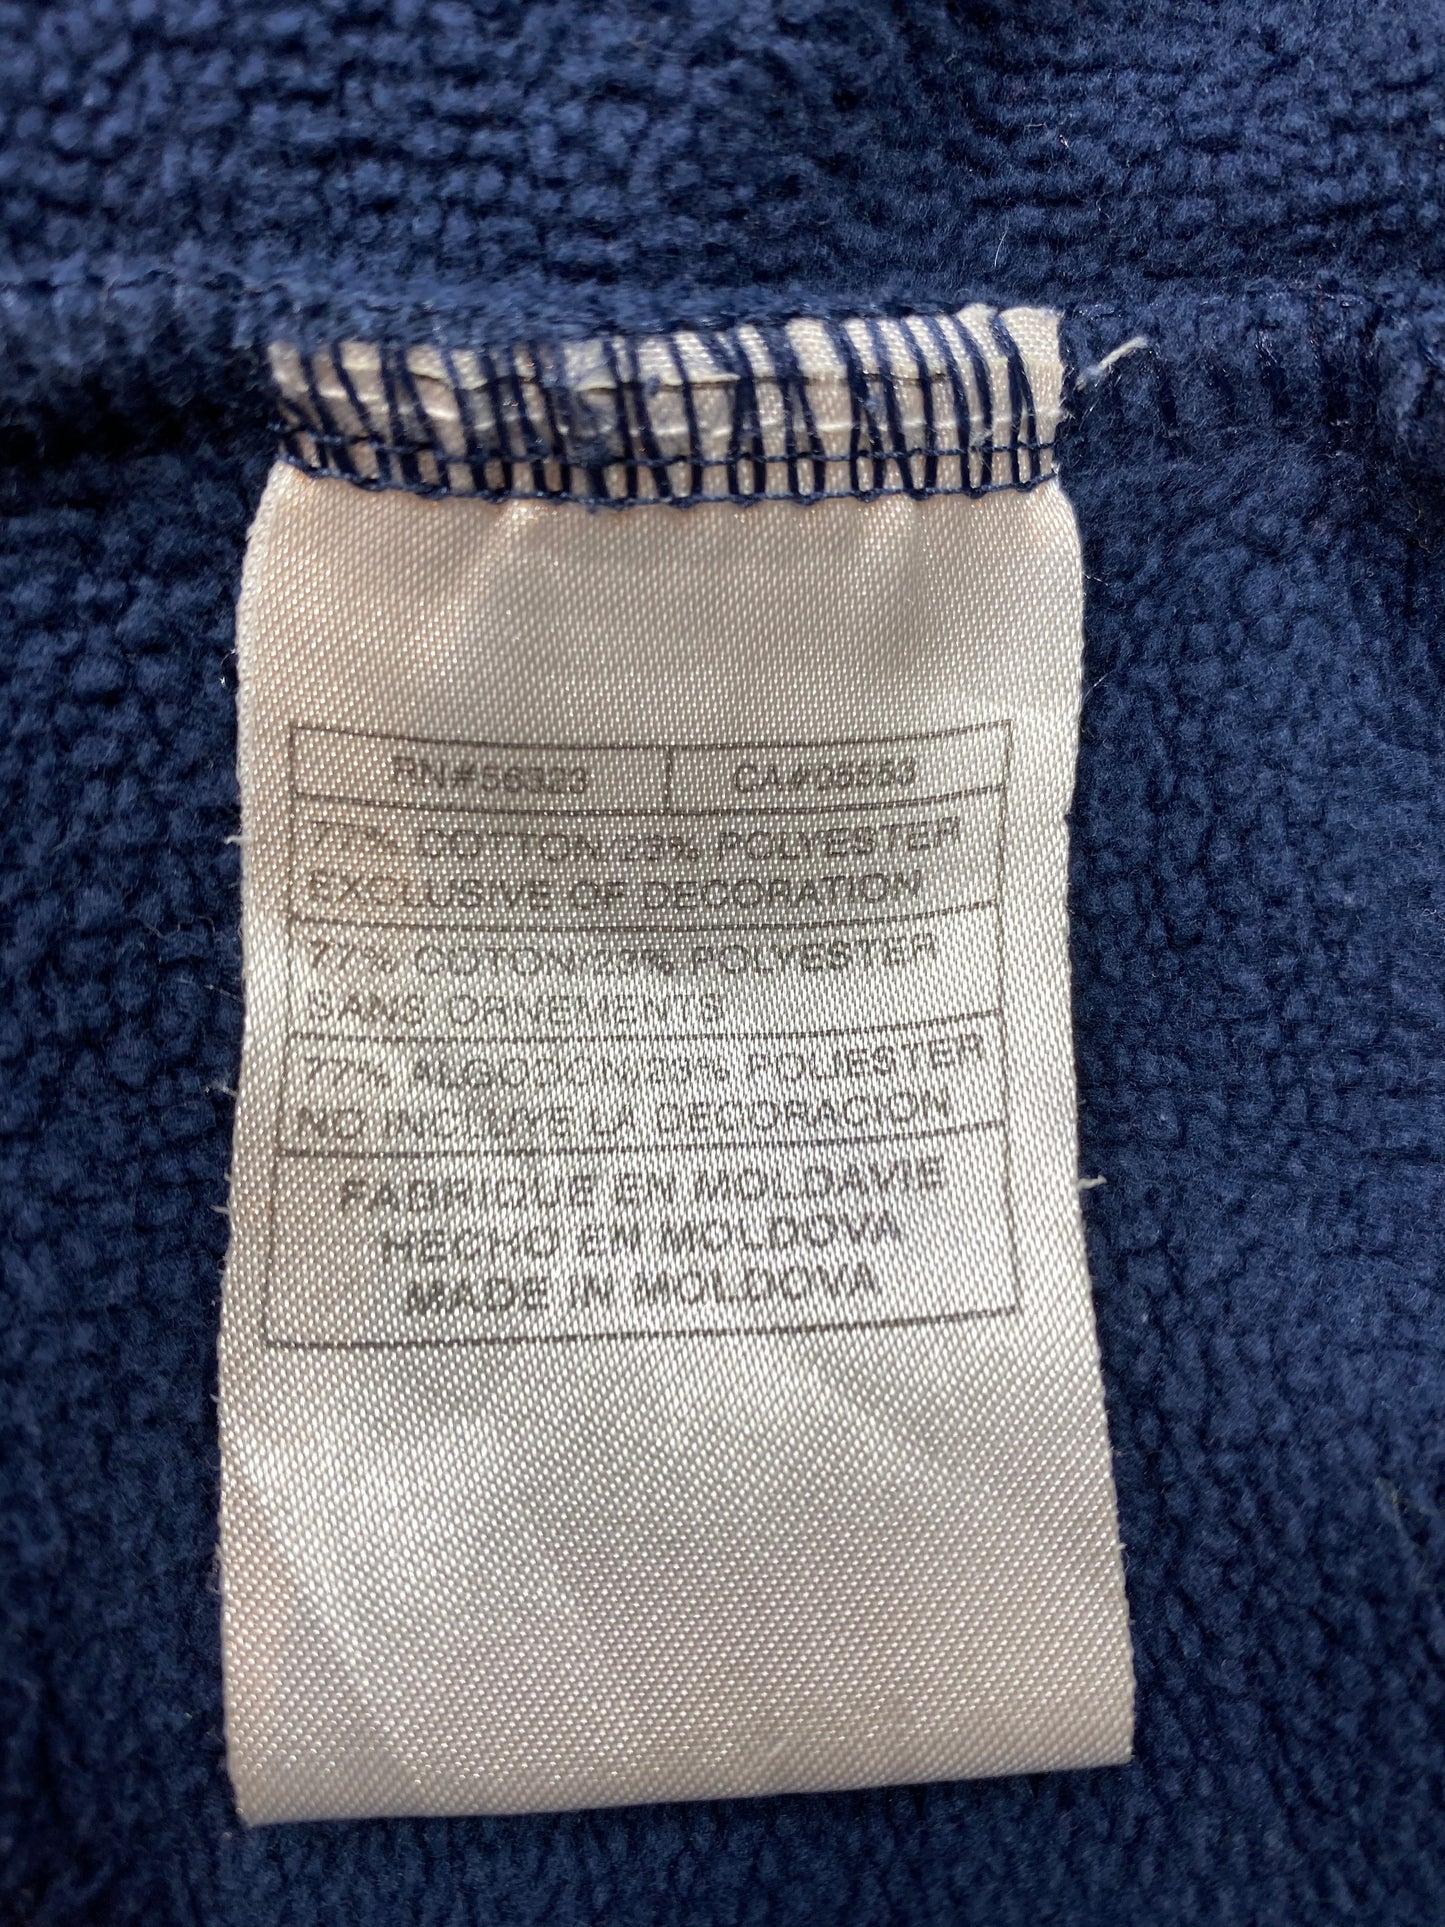 RN#56323 CA#05553
77% COTTON/23% POLYESTER
EXCLUSIVE OF DECORATION
77% COTON/23% POLYESTER
SANS ORNEMENTS
77% ALGODON/23% POLIESTER
NO INCLUYE LA DECORACION
FABRIQUE EN MOLDAVIE
HECHO EN MOLDOVA
MADE IN MOLDOVA